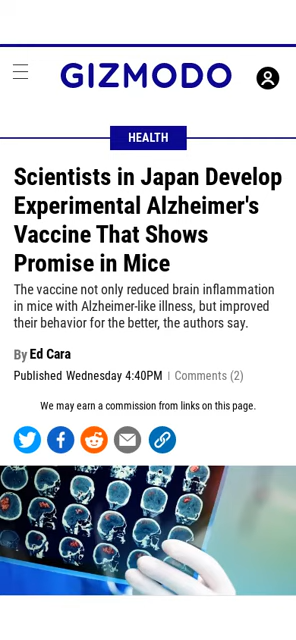 GIZMODO
HEALTH
Scientists in Japan Develop
Experimental Alzheimer's
Vaccine That Shows
Promise in Mice
The vaccine not only reduced brain inflammation
in mice with Alzheimer-like illness, but improved
their behavior for the better, the authors say.
By Ed Cara
Published Wednesday 4:40PM | Comments (2)
We may earn a commission from links on this page.